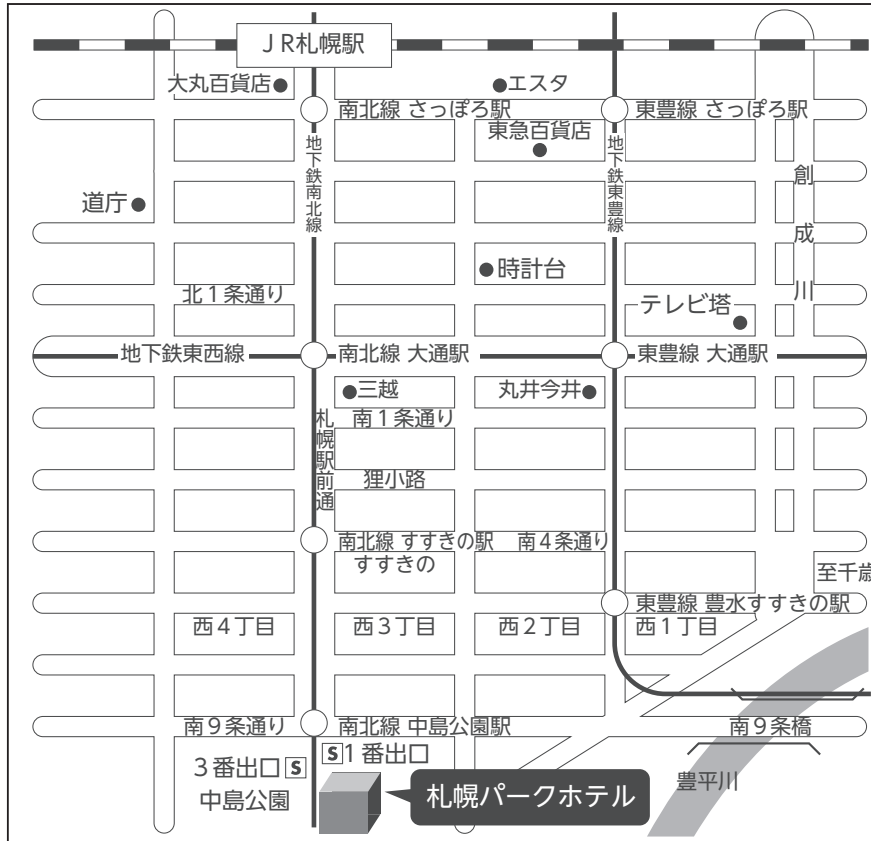 ＪＲ札幌駅
大丸百貨店
エスタ
南北線 さっぽろ駅
東豊線 さっぽろ駅
東急百貨店
地下鉄南北線
地下鉄東豊線
創成川
道庁
時計台
北１条通り
テレビ塔
地下鉄東西線
南北線 大通駅
東豊線 大通駅
三越
丸井今井
札幌駅前通
南１条通り
狸小路
南北線 すすきの駅
南４条通り
すすきの
至千歳
東豊線 豊水すすきの駅
西４丁目
西３丁目
西２丁目
西１丁目
南９条通り
南北線 中島公園駅
南９条橋
S1 番出口
３番出口 S
中島公園
札幌パークホテル
豊平川